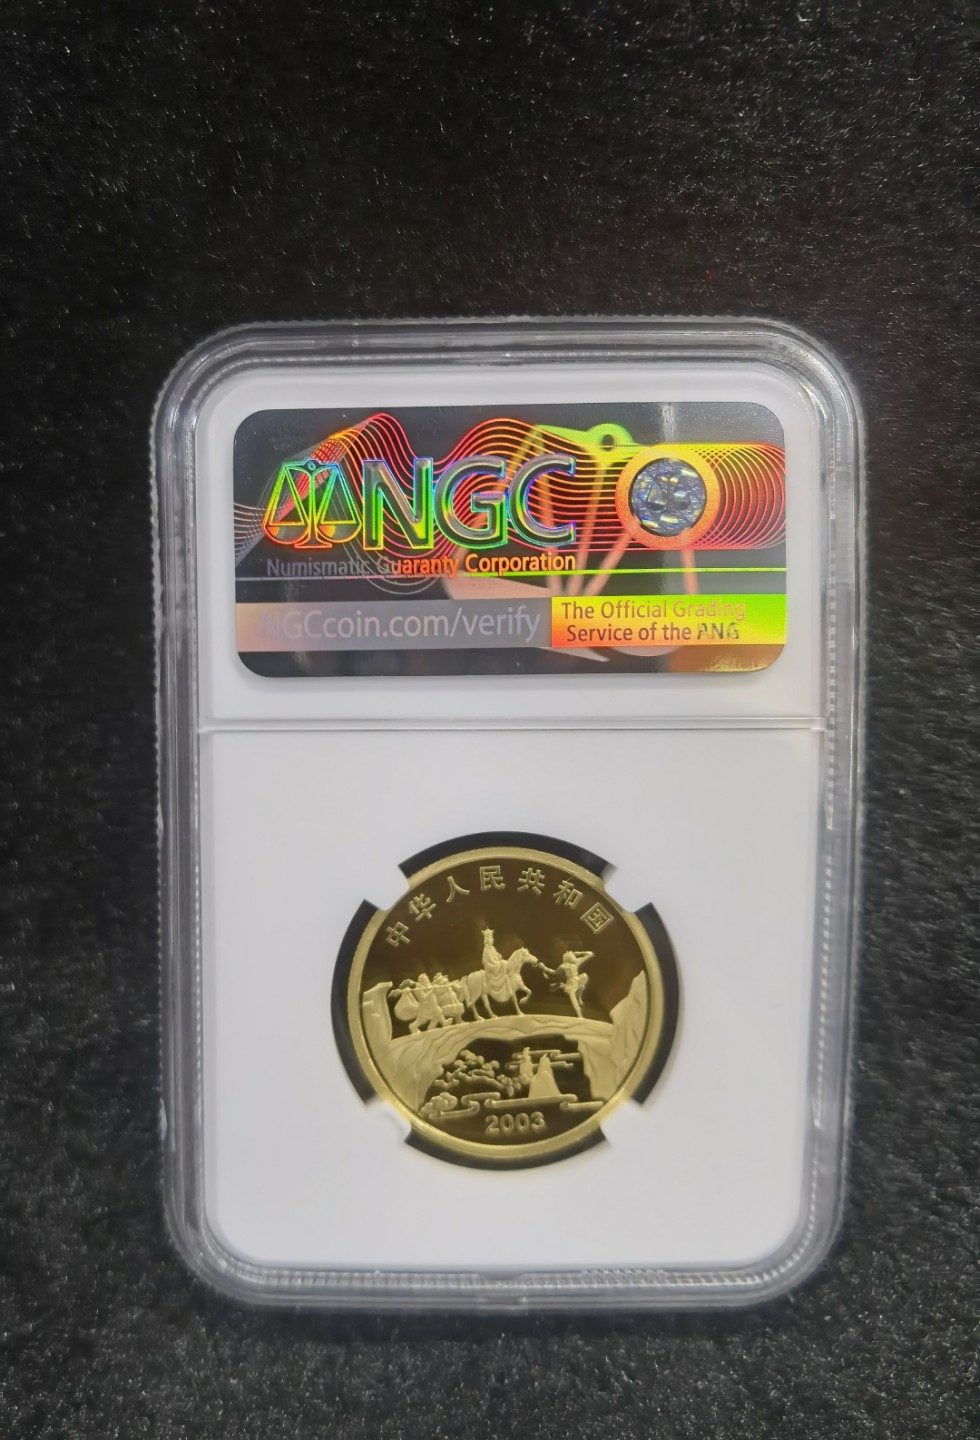 NGC
Numismatic Guaranty Corporation
NGCcoin.com/verify
The Official Grading
Service of the ANG
中华人民共和国
2003